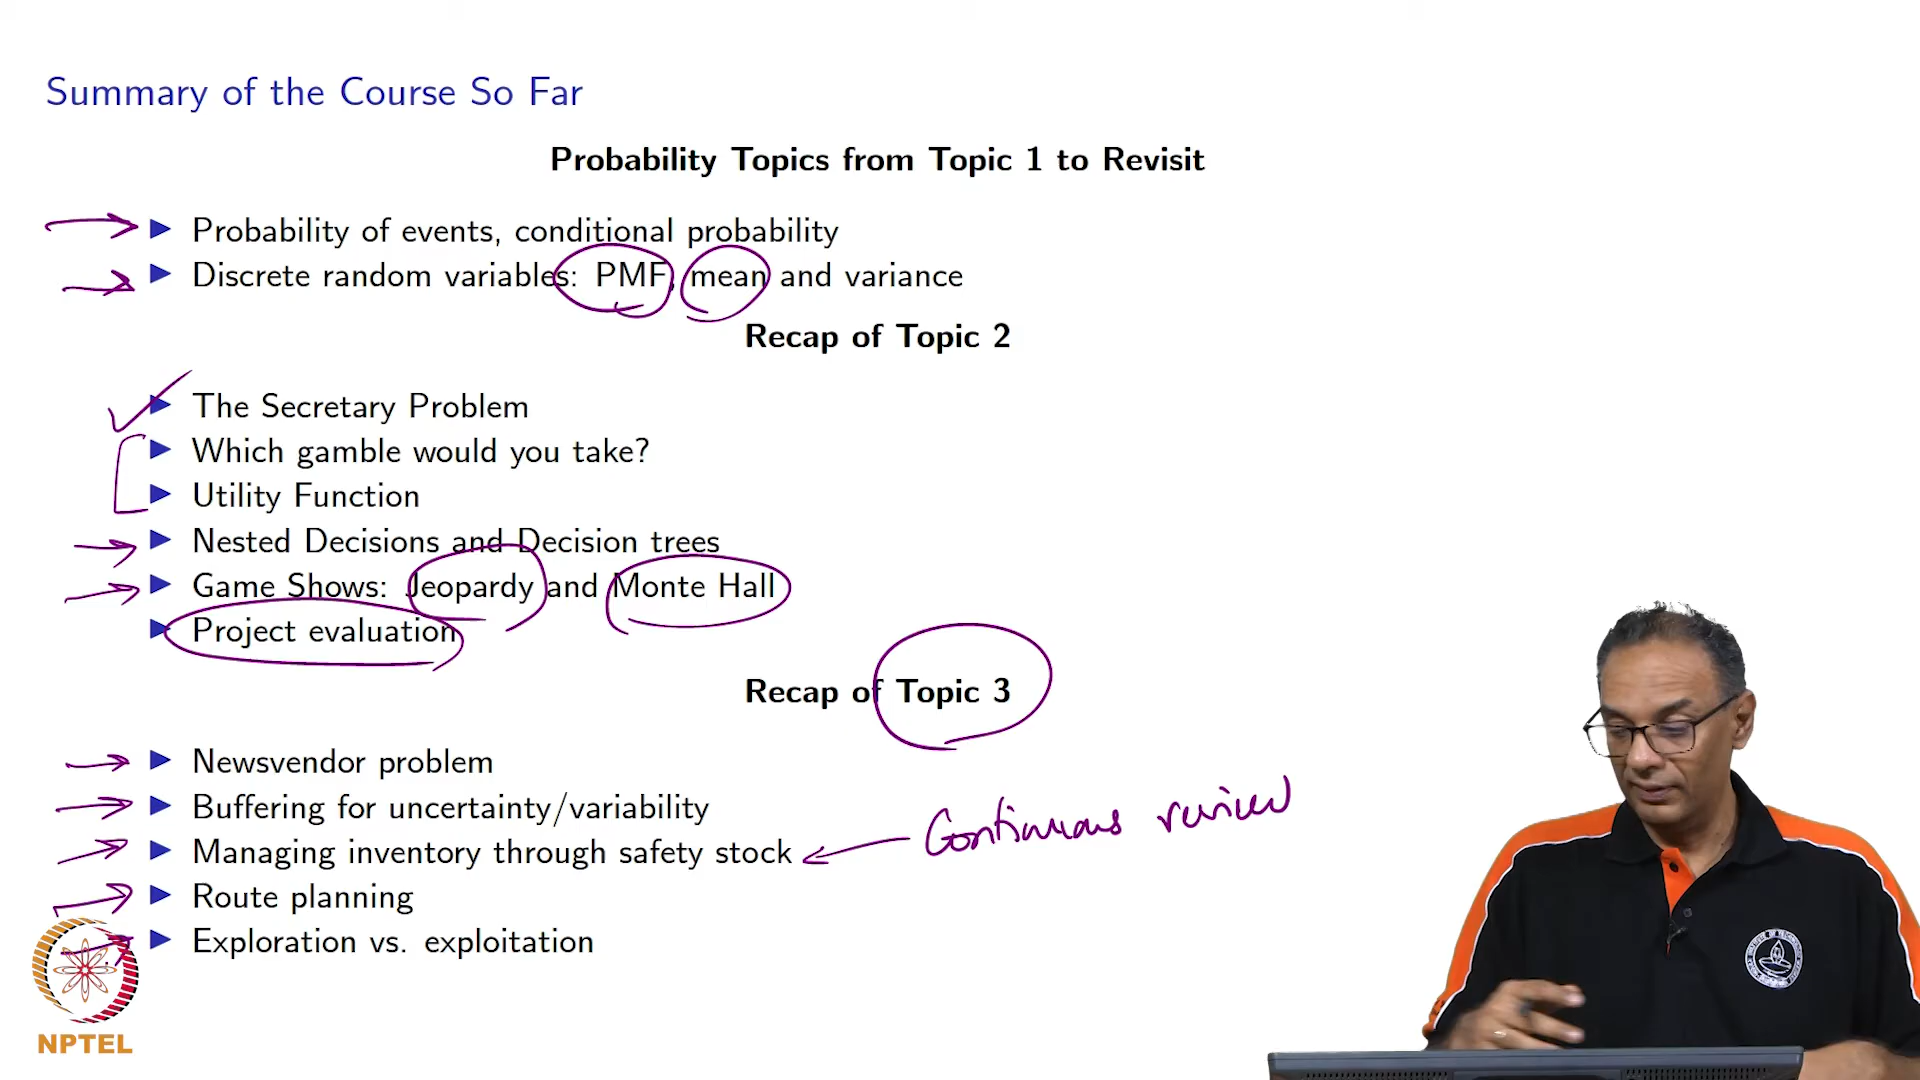 Summary of the Course So Far
Probability Topics from Topic 1 to Revisit
Probability of events, conditional probability
Discrete random variables: PMF, mean and variance
Recap of Topic 2
The Secretary Problem
Which gamble would you take?
Utility Function
Nested Decisions and Decision trees
Game Shows: Jeopardy and Monte Hall
Project evaluation
Recap of Topic 3
Newsvendor problem
Buffering for uncertainty/variability
Managing inventory through safety stock
Continuous review
Route planning
Exploration vs. exploitation
NPTEL